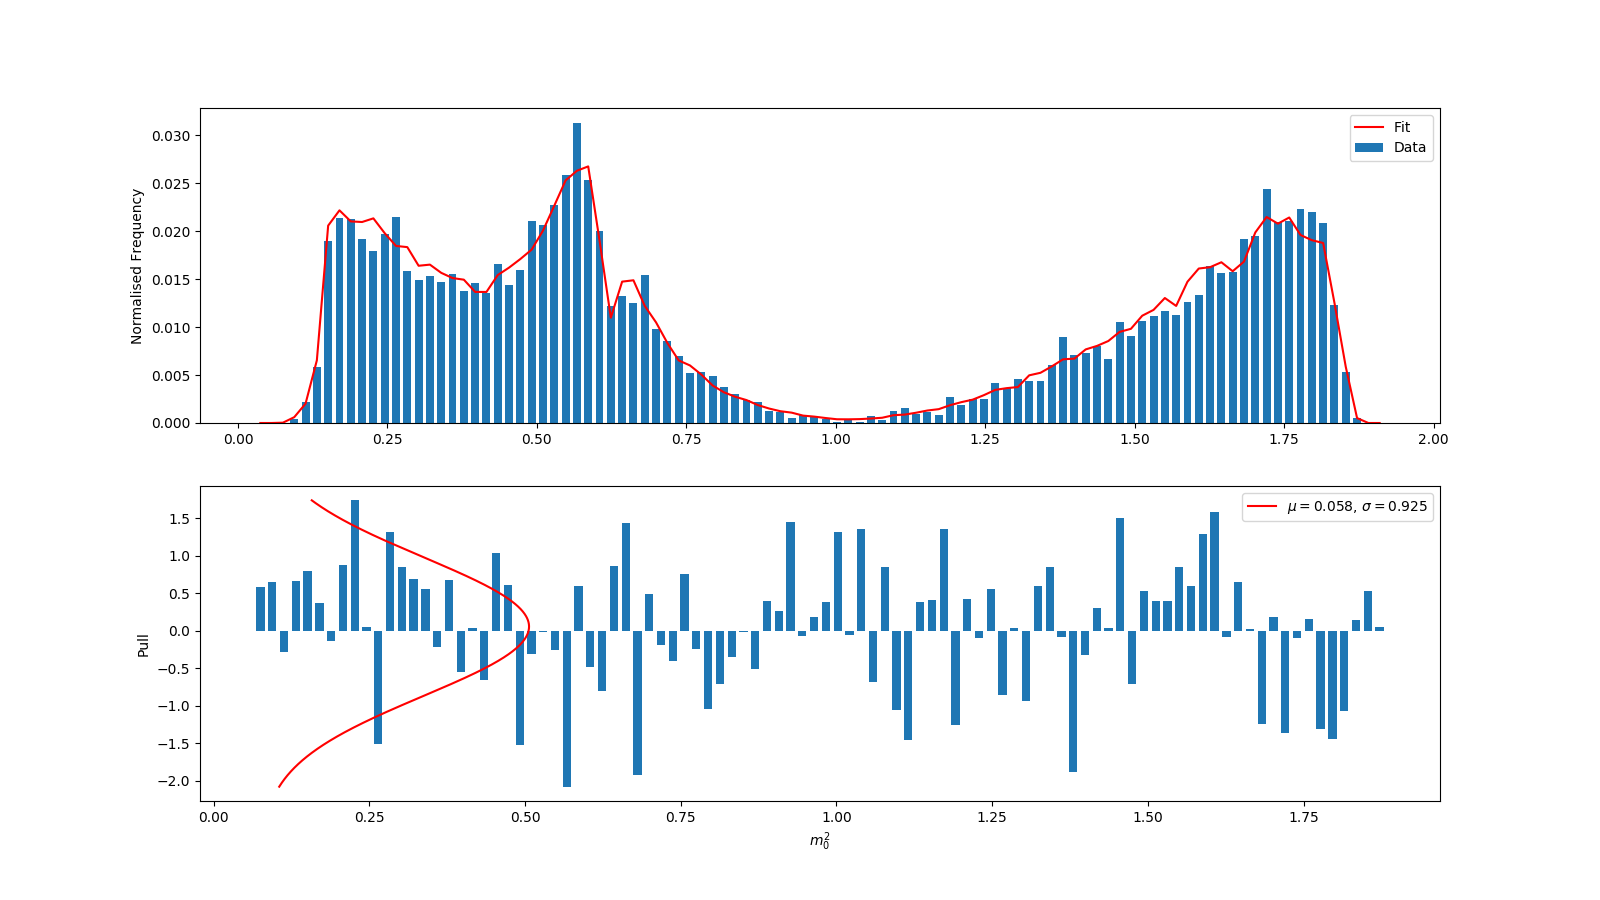 Normalised Frequency
0.030
0.025
0.020
0.015
0.010
0.005
0.000
Fit
Data
0.00 0.25 0.50 0.75 1.00 1.25 1.50 1.75 2.00
Pull
1.5
1.0
0.5
0.0
−0.5
−1.0
−1.5
−2.0
μ = 0.058, σ = 0.925
0.00 0.25 0.50 0.75 1.00 1.25 1.50 1.75
m₀²